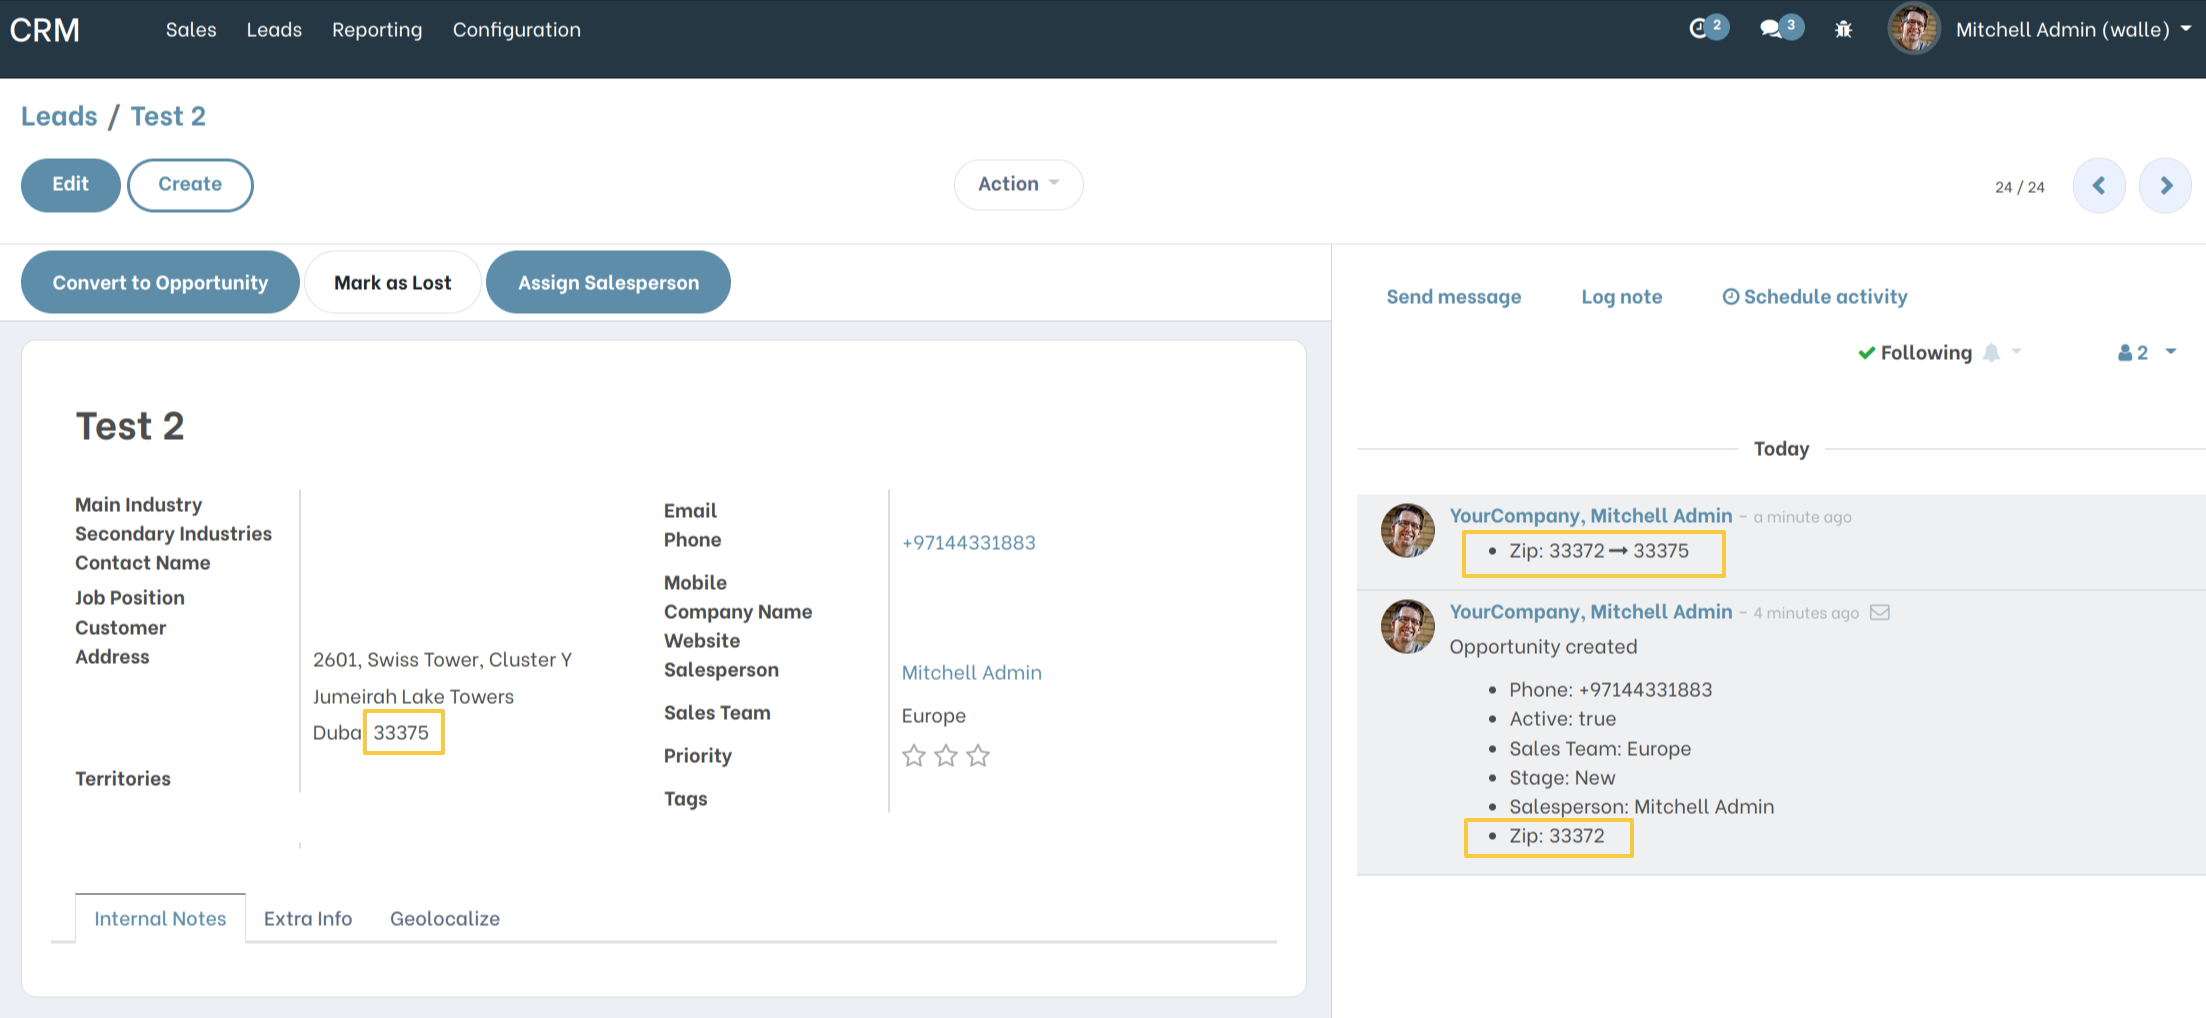 CRM
Sales
Leads
Reporting
Configuration
2
3
Mitchell Admin (walle)
Leads / Test 2
Edit
Create
Action
24 / 24
Convert to Opportunity
Mark as Lost
Assign Salesperson
Send message
Log note
Schedule activity
Following
2
Test 2
Main Industry
Secondary Industries
Contact Name
Job Position
Customer
Address
2601, Swiss Tower, Cluster Y
Jumeirah Lake Towers
Duba 33375
Territories
Email
Phone
+97144331883
Mobile
Company Name
Website
Salesperson
Mitchell Admin
Sales Team
Europe
Priority
Tags
Internal Notes
Extra Info
Geolocalize
Today
YourCompany, Mitchell Admin - a minute ago
• Zip: 33372 → 33375
YourCompany, Mitchell Admin - 4 minutes ago
Opportunity created
• Phone: +97144331883
• Active: true
• Sales Team: Europe
• Stage: New
• Salesperson: Mitchell Admin
• Zip: 33372